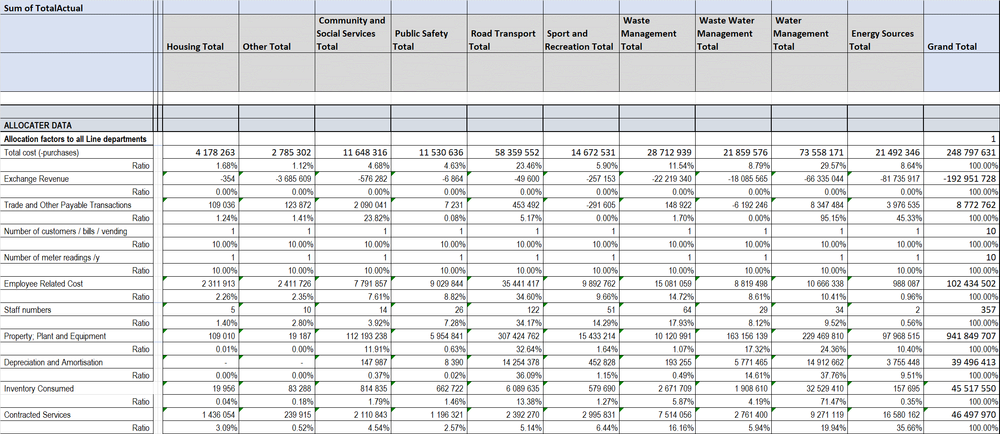 Sum of TotalActual
Housing Total Other Total Community and Social Services Total Public Safety Total Road Transport Total Sport and Recreation Total Waste Management Total Waste Water Management Total Water Management Total Energy Sources Total Grand Total
ALLOCATER DATA
Allocation factors to all Line departments 1
Total cost (-purchases) 4 178 263 2 785 302 11 648 316 11 530 636 58 359 552 14 672 531 28 712 939 21 859 576 73 558 171 21 492 346 248 797 631
Ratio 1.68% 1.12% 4.68% 4.63% 23.46% 5.90% 11.54% 8.79% 29.57% 8.64% 100.00%
Exchange Revenue -354 -3 685 609 -576 282 -6 864 -49 600 -257 153 -22 219 340 -18 085 565 -66 335 044 -81 735 917 -192 951 728
Ratio 0.00% 0.00% 0.00% 0.00% 0.00% 0.00% 0.00% 0.00% 0.00% 0.00% 100.00%
Trade and Other Payable Transactions 109 036 123 872 2 090 041 7 231 453 492 -291 605 148 922 -6 192 246 8 347 484 3 976 535 8 772 762
Ratio 1.24% 1.41% 23.82% 0.08% 5.17% 0.00% 1.70% 0.00% 95.15% 45.33% 100.00%
Number of customers / bills / vending 1 1 1 1 1 1 1 1 1 1 10
Ratio 10.00% 10.00% 10.00% 10.00% 10.00% 10.00% 10.00% 10.00% 10.00% 10.00% 100.00%
Number of meter readings /y 1 1 1 1 1 1 1 1 1 1 10
Ratio 10.00% 10.00% 10.00% 10.00% 10.00% 10.00% 10.00% 10.00% 10.00% 10.00% 100.00%
Employee Related Cost 2 311 913 2 411 726 7 791 857 9 029 844 35 441 417 9 892 762 15 081 059 8 819 498 10 666 338 988 087 102 434 502
Ratio 2.26% 2.35% 7.61% 8.82% 34.60% 9.66% 14.72% 8.61% 10.41% 0.96% 100.00%
Staff numbers 5 10 14 26 122 51 64 29 34 2 357
Ratio 1.40% 2.80% 3.92% 7.28% 34.17% 14.29% 17.93% 8.12% 9.52% 0.56% 100.00%
Property; Plant and Equipment 109 010 19 187 112 193 238 5 954 841 307 424 762 15 433 214 10 120 991 163 156 139 229 469 810 97 968 515 941 849 707
Ratio 0.01% 0.00% 11.91% 0.63% 32.64% 1.64% 1.07% 17.32% 24.36% 10.40% 100.00%
Depreciation and Amortisation - - 147 987 8 390 14 254 378 452 828 193 255 5 771 465 14 912 662 3 755 448 39 496 413
Ratio 0.00% 0.00% 0.37% 0.02% 36.09% 1.15% 0.49% 14.61% 37.76% 9.51% 100.00%
Inventory Consumed 19 956 83 288 814 835 662 722 6 089 635 579 690 2 671 709 1 908 610 32 529 410 157 695 45 517 550
Ratio 0.04% 0.18% 1.79% 1.46% 13.38% 1.27% 5.87% 4.19% 71.47% 0.35% 100.00%
Contracted Services 1 436 054 239 915 2 110 843 1 196 321 2 392 270 2 995 831 7 514 056 2 761 400 9 271 119 16 580 162 46 497 970
Ratio 3.09% 0.52% 4.54% 2.57% 5.14% 6.44% 16.16% 5.94% 19.94% 35.66% 100.00%